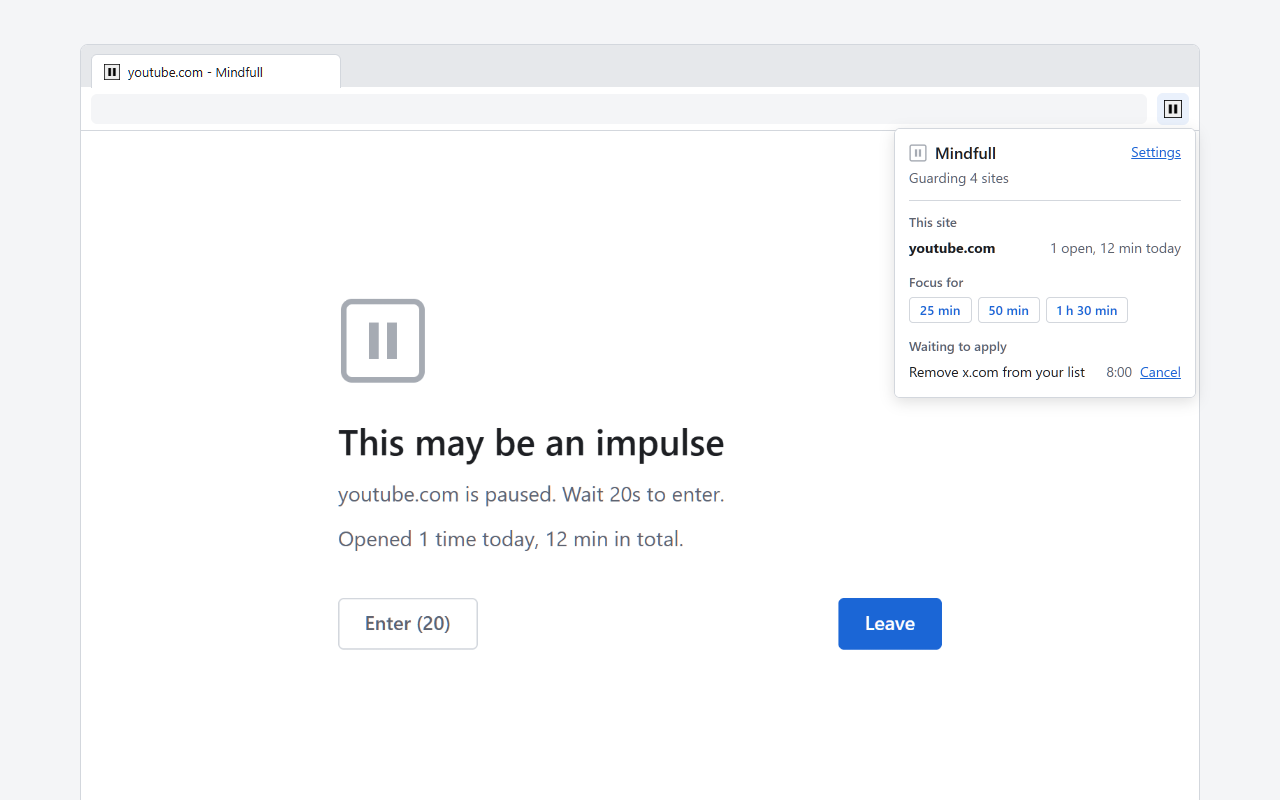 youtube.com - Mindfull
Mindfull
Settings
Guarding 4 sites
This site
youtube.com
1 open, 12 min today
Focus for
25 min
50 min
1 h 30 min
Waiting to apply
Remove x.com from your list
8:00
Cancel
This may be an impulse
youtube.com is paused. Wait 20s to enter.
Opened 1 time today, 12 min in total.
Enter (20)
Leave